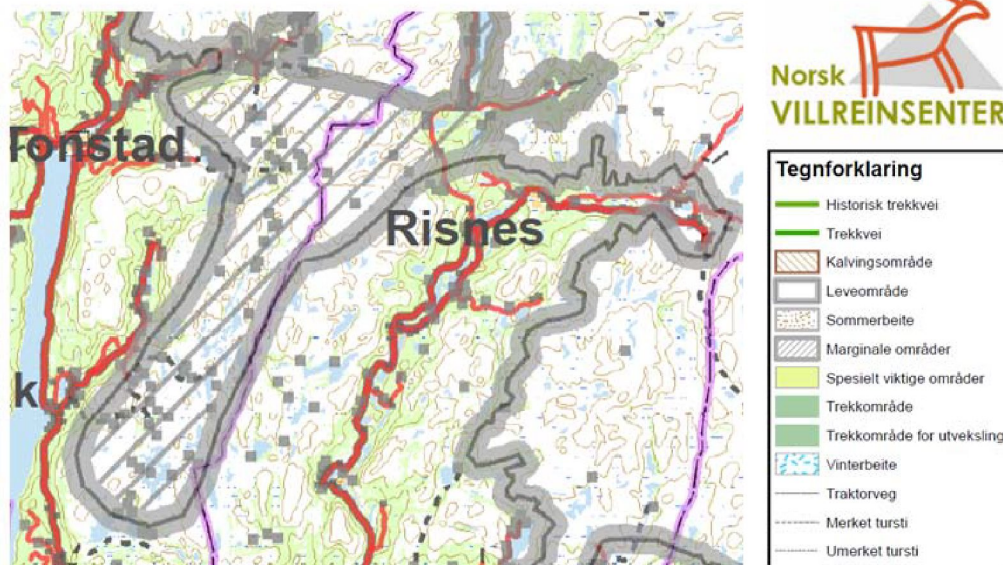 Tonstad
Risnes
k
Norsk
VILLREINSENTER
Tegnforklaring
Historisk trekkvei
Trekkvei
Kalvingsområde
Leveområde
Sommerbeite
Marginale områder
Spesielt viktige områder
Trekkområde
Trekkområde for utveksling
Vinterbeite
Traktorveg
Merket tursti
Umerket tursti